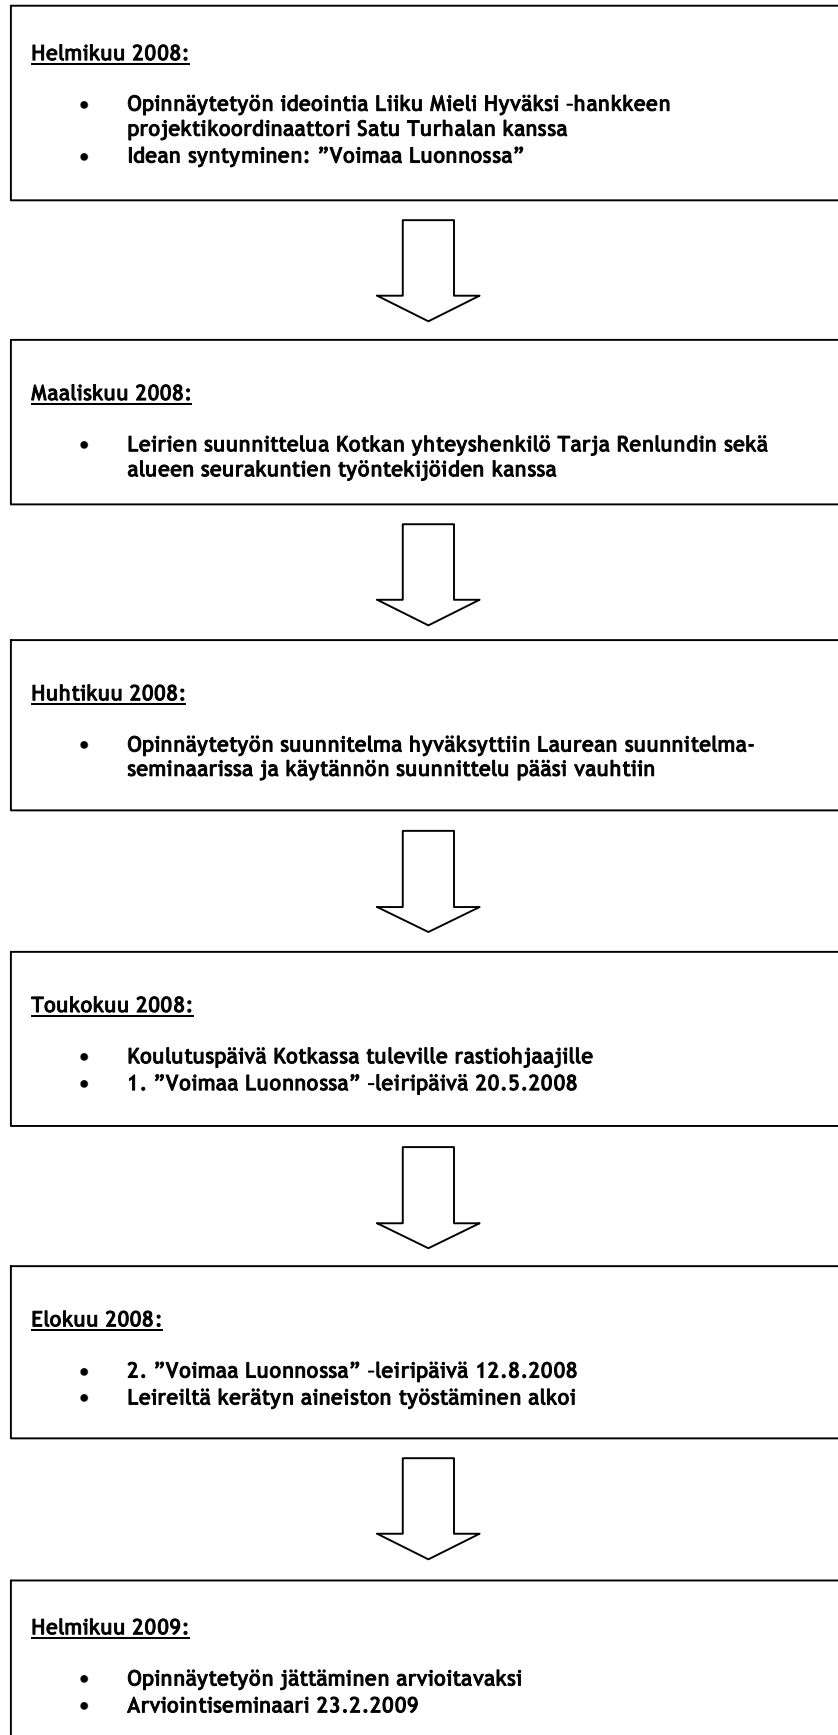 Helmikuu 2008:
• Opinnäytetyön ideointia Liiku Mieli Hyväksi –hankkeen
projektikoordinaattori Satu Turhalan kanssa
• Idean syntyminen: ”Voimaa Luonnossa”
Maaliskuu 2008:
• Leirien suunnittelua Kotkan yhteyshenkilö Tarja Renlundin sekä
alueen seurakuntien työntekijöiden kanssa
Huhtikuu 2008:
• Opinnäytetyön suunnitelma hyväksyttiin Laurean suunnitelma-
seminaarissa ja käytännön suunnittelu pääsi vauhtiin
Toukokuu 2008:
• Koulutuspäivä Kotkassa tuleville rastiohjaajille
• 1. ”Voimaa Luonnossa” –leiripäivä 20.5.2008
Elokuu 2008:
• 2. ”Voimaa Luonnossa” –leiripäivä 12.8.2008
• Leireiltä kerätyn aineiston työstäminen alkoi
Helmikuu 2009:
• Opinnäytetyön jättäminen arvioitavaksi
• Arviointiseminaari 23.2.2009